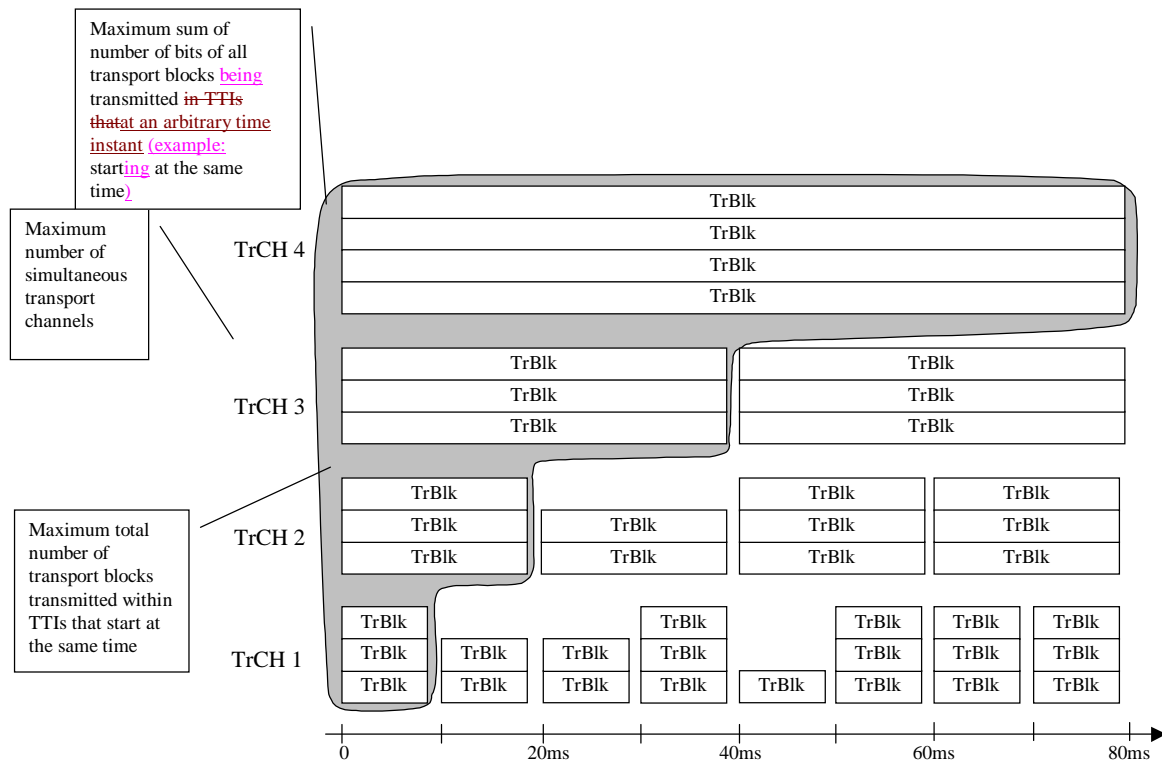 Maximum sum of
number of bits of all
transport blocks being
transmitted in TTIs
thatat an arbitrary time
instant (example:
starting at the same
time)
Maximum
number of
simultaneous
transport
channels
Maximum total
number of
transport blocks
transmitted within
TTIs that start at
the same time
TrCH 4
TrBlk
TrBlk
TrBlk
TrBlk
TrCH 3
TrBlk TrBlk
TrBlk TrBlk
TrBlk TrBlk
TrCH 2
TrBlk TrBlk TrBlk
TrBlk TrBlk TrBlk TrBlk
TrBlk TrBlk TrBlk TrBlk
TrCH 1
TrBlk TrBlk TrBlk TrBlk TrBlk
TrBlk TrBlk TrBlk TrBlk TrBlk TrBlk TrBlk
TrBlk TrBlk TrBlk TrBlk TrBlk TrBlk TrBlk TrBlk
0 20ms 40ms 60ms 80ms